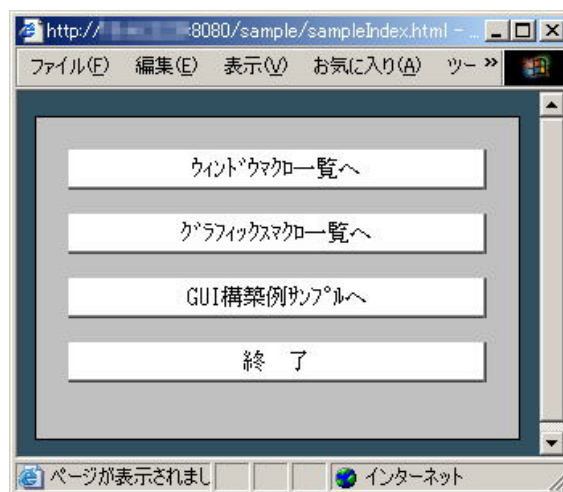 http:// :8080/sample/sampleIndex.html - ...
ファイル(F) 編集(E) 表示(V) お気に入り(A) ツー »
ｳｨﾝﾄﾞｳﾏｸﾛ一覧へ
ｸﾞﾗﾌｨｯｸｽﾏｸﾛ一覧へ
GUI構築例ｻﾝﾌﾟﾙへ
終 了
ページが表示されまし インターネット